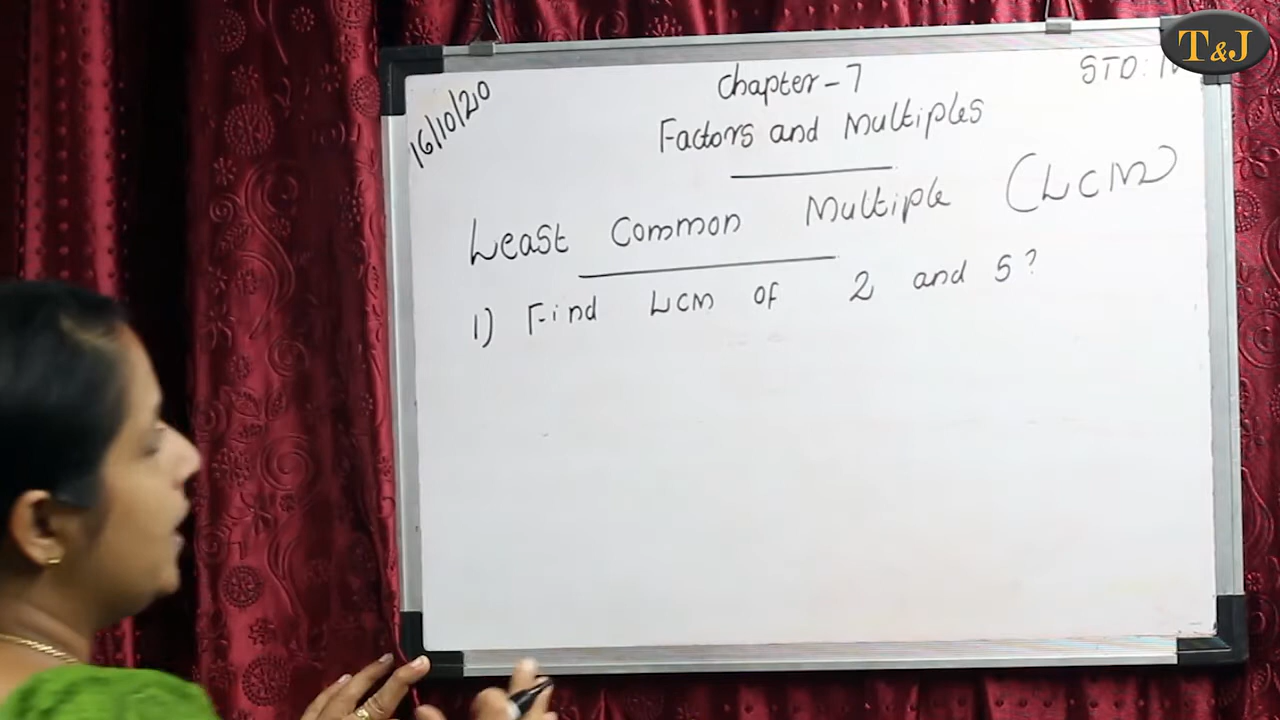 T&J
16/10/20
STD: IV
Chapter-7
Factors and Multiples
Least Common Multiple (LCM)
1) Find LCM of 2 and 5?